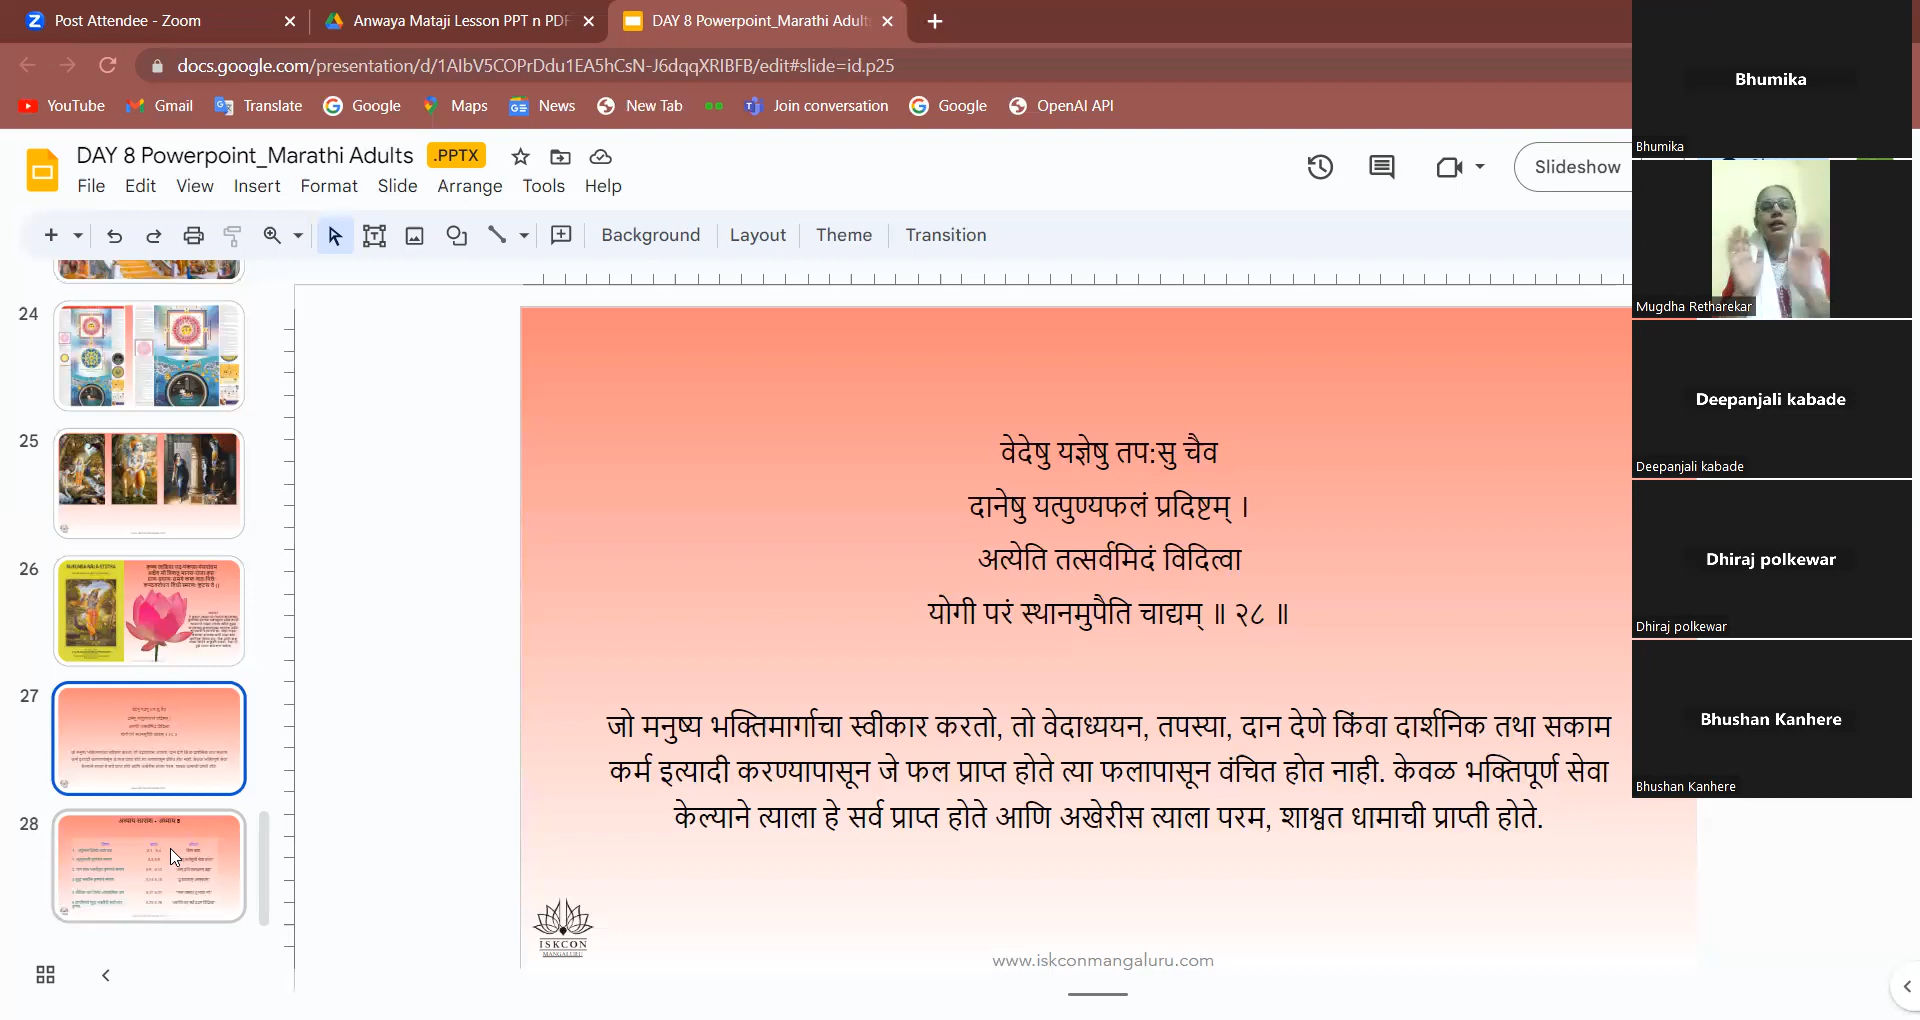 Post Attendee - Zoom
Anwaya Mataji Lesson PPT n PDF
DAY 8 Powerpoint_Marathi Adults
docs.google.com/presentation/d/1AIbV5COPrDdu1EA5hCsN-J6dqqXRIBFB/edit#slide=id.p25
YouTube Gmail Translate Google Maps News New Tab Join conversation Google OpenAI API
DAY 8 Powerpoint_Marathi Adults .PPTX
File Edit View Insert Format Slide Arrange Tools Help
Slideshow
Background Layout Theme Transition
24
25
26
27
28
वेदेषु यज्ञेषु तप:सु चैव
दानेषु यत्पुण्यफलं प्रदिष्टम् ।
अत्येति तत्सर्वमिदं विदित्वा
योगी परं स्थानमुपैति चाद्यम् ॥ २८ ॥
जो मनुष्य भक्तिमार्गाचा स्वीकार करतो, तो वेदाध्ययन, तपस्या, दान देणे किंवा दार्शनिक तथा सकाम
कर्म इत्यादी करण्यापासून जे फल प्राप्त होते त्या फलापासून वंचित होत नाही. केवळ भक्तिपूर्ण सेवा
केल्याने त्याला हे सर्व प्राप्त होते आणि अखेरीस त्याला परम, शाश्वत धामाची प्राप्ती होते.
ISKCON
MANGALURU
www.iskconmangaluru.com
Bhumika
Bhumika
Mugdha Retharekar
Deepanjali kabade
Deepanjali kabade
Dhiraj polkewar
Dhiraj polkewar
Bhushan Kanhere
Bhushan Kanhere